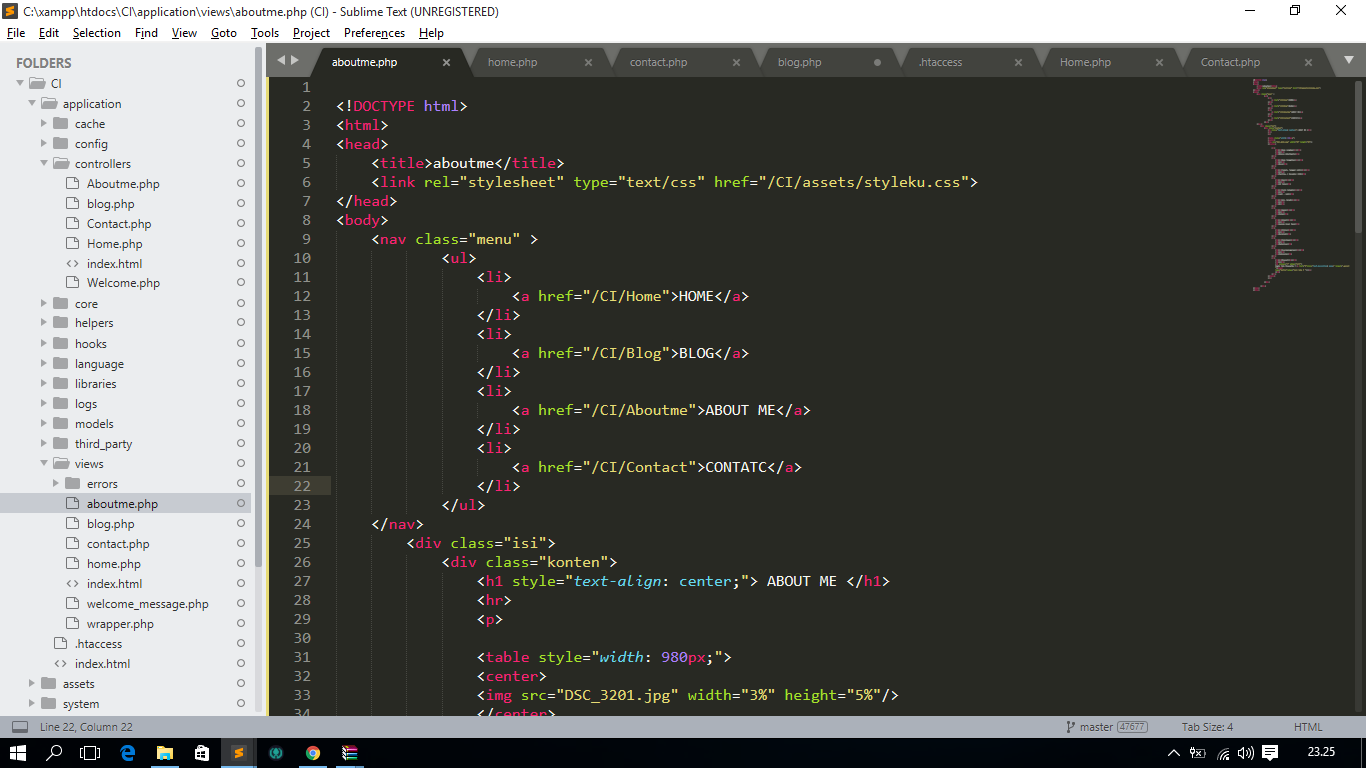 C:\xampp\htdocs\CI\application\views\aboutme.php (CI) - Sublime Text (UNREGISTERED)
File Edit Selection Find View Goto Tools Project Preferences Help
FOLDERS
CI
application
cache
config
controllers
Aboutme.php
blog.php
Contact.php
Home.php
index.html
Welcome.php
core
helpers
hooks
language
libraries
logs
models
third_party
views
errors
aboutme.php
blog.php
contact.php
home.php
index.html
welcome_message.php
wrapper.php
.htaccess
index.html
assets
system
aboutme.php home.php contact.php blog.php .htaccess Home.php Contact.php
1
2 <!DOCTYPE html>
3 <html>
4 <head>
5 <title>aboutme</title>
6 <link rel="stylesheet" type="text/css" href="/CI/assets/styleku.css">
7 </head>
8 <body>
9 <nav class="menu" >
10 <ul>
11 <li>
12 <a href="/CI/Home">HOME</a>
13 </li>
14 <li>
15 <a href="/CI/Blog">BLOG</a>
16 </li>
17 <li>
18 <a href="/CI/Aboutme">ABOUT ME</a>
19 </li>
20 <li>
21 <a href="/CI/Contact">CONTATC</a>
22 </li>
23 </ul>
24 </nav>
25 <div class="isi">
26 <div class="konten">
27 <h1 style="text-align: center;"> ABOUT ME </h1>
28 <hr>
29 <p>
30
31 <table style="width: 980px;">
32 <center>
33 <img src="DSC_3201.jpg" width="3%" height="5%"/>
34 </center>
Line 22, Column 22 master 47677 Tab Size: 4 HTML
23.25